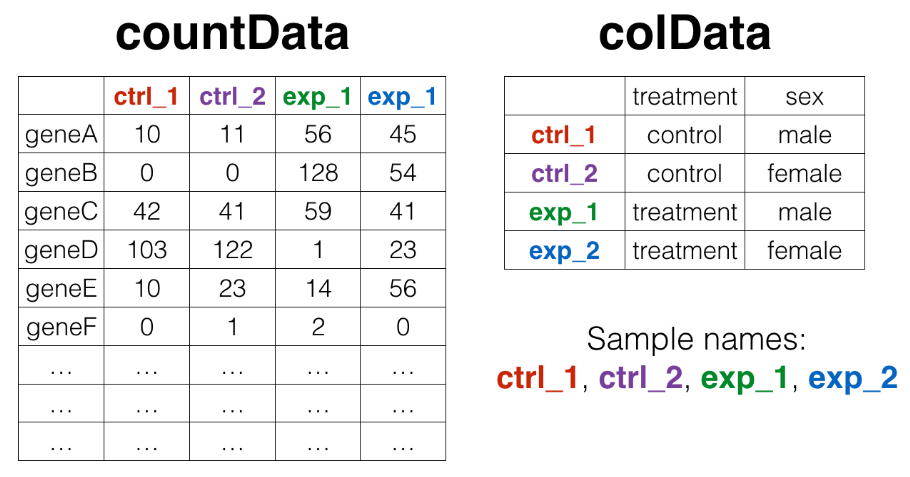 countData
ctrl_1 ctrl_2 exp_1 exp_1
geneA 10 11 56 45
geneB 0 0 128 54
geneC 42 41 59 41
geneD 103 122 1 23
geneE 10 23 14 56
geneF 0 1 2 0
... ... ... ... ...
... ... ... ... ...
... ... ... ... ...
colData
treatment sex
ctrl_1 control male
ctrl_2 control female
exp_1 treatment male
exp_2 treatment female
Sample names:
ctrl_1, ctrl_2, exp_1, exp_2